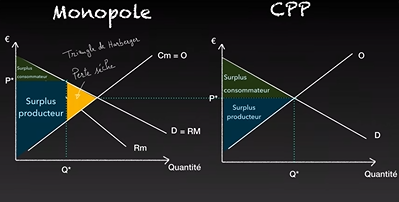 Monopole
CPP
€
Triangle de Harberger
Perte sèche
Cm = O
Surplus
consommateur
P*
Surplus
producteur
D = RM
Rm
Q*
Quantité
€
O
Surplus
consommateur
P*
Surplus
producteur
D
Q*
Quantité